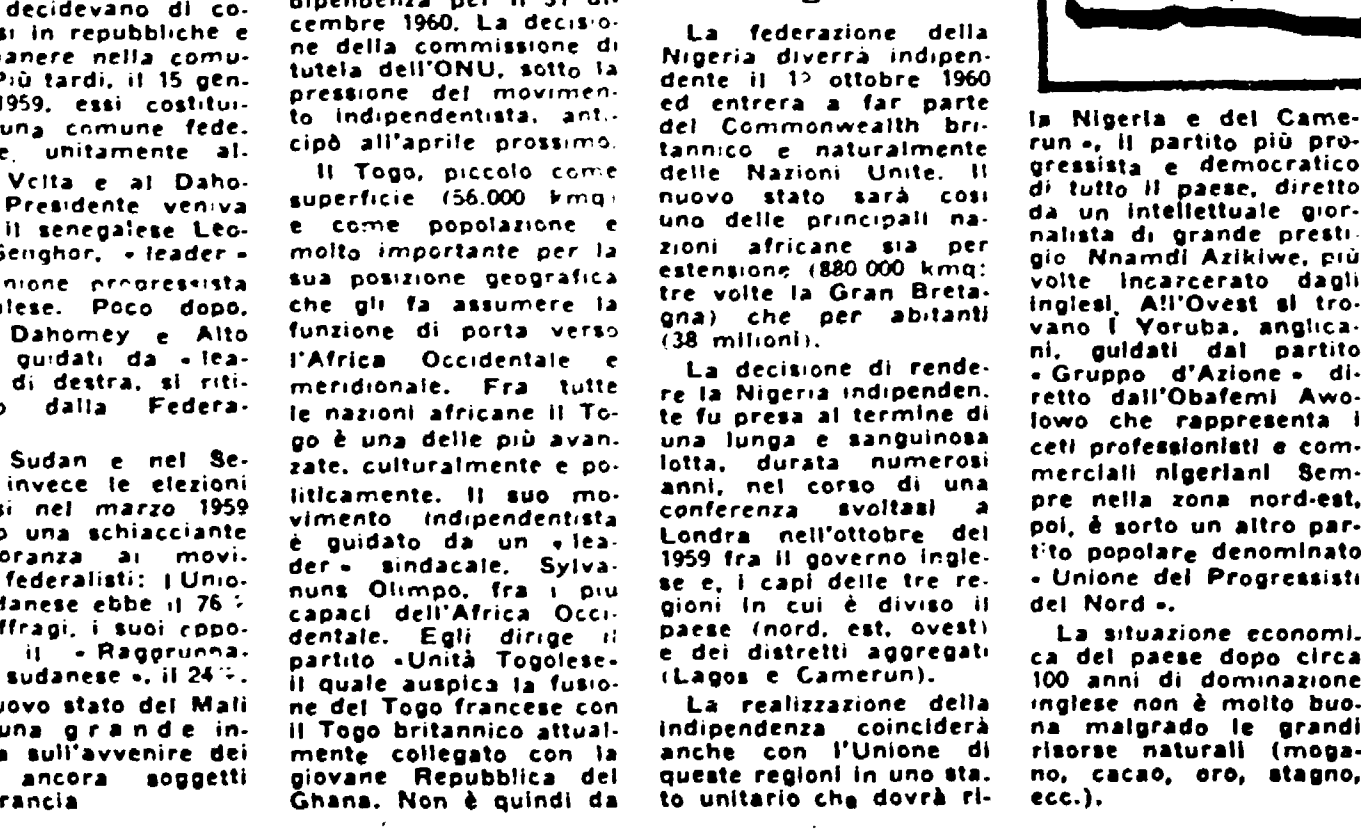 decidevano di co-
si in repubbliche e
anere nella comu-
Più tardi, il 15 gen-
1959, essi costitui-
una comune fede.
e, unitamente al-
Vclta e al Daho-
Presidente veniva
il senegalese Leo-
Senghor, « leader »
nione progressista
alese. Poco dopo,
Dahomey e Alto
guidati da « lea-
di destra, si riti-
o dalla Federa-
Sudan e nel Se-
invece le elezioni
si nel marzo 1959
o una schiacciante
oranza ai movi-
federalisti: l'Unio-
danese ebbe il 76 %
ffragi, i suoi oppo-
il « Raggruppa-
sudanese », il 24 %.
uovo stato del Mali
una grande in-
a sull'avvenire dei
ancora soggetti
rancia
dipendenza per il 31 di-
cembre 1960. La decisio-
ne della commissione di
tutela dell'ONU, sotto la
pressione del movimen-
to indipendentista, anti-
cipò all'aprile prossimo.
Il Togo, piccolo come
superficie (56.000 kmq)
e come popolazione e
molto importante per la
sua posizione geografica
che gli fa assumere la
funzione di porta verso
l'Africa Occidentale e
meridionale. Fra tutte
le nazioni africane il To-
go è una delle più avan-
zate, culturalmente e po-
liticamente. Il suo mo-
vimento indipendentista
è guidato da un « lea-
der » sindacale, Sylva-
nuns Olimpo, fra i più
capaci dell'Africa Occi-
dentale. Egli dirige il
partito «Unità Togolese»
il quale auspica la fusio-
ne del Togo francese con
il Togo britannico attual-
mente collegato con la
giovane Repubblica del
Ghana. Non è quindi da
La federazione della
Nigeria diverrà indipen-
dente il 1° ottobre 1960
ed entrera a far parte
del Commonwealth bri-
tannico e naturalmente
delle Nazioni Unite. Il
nuovo stato sarà così
uno delle principali na-
zioni africane sia per
estensione (880 000 kmq:
tre volte la Gran Breta-
gna) che per abitanti
(38 milioni).
La decisione di rende-
re la Nigeria indipenden.
te fu presa al termine di
una lunga e sanguinosa
lotta, durata numerosi
anni, nel corso di una
conferenza svoltasi a
Londra nell'ottobre del
1959 fra il governo ingle-
se e, i capi delle tre re-
gioni in cui è diviso il
paese (nord, est, ovest)
e dei distretti aggregati
(Lagos e Camerun).
La realizzazione della
indipendenza coinciderà
anche con l'Unione di
queste regioni in uno sta.
to unitario che dovrà ri-
la Nigeria e del Came-
run », il partito più pro-
gressista e democratico
di tutto il paese, diretto
da un intellettuale gior-
nalista di grande presti-
gio Nnamdi Azikiwe, più
volte incarcerato dagli
inglesi. All'Ovest si tro-
vano i Yoruba, anglica-
ni, guidati dal partito
« Gruppo d'Azione » di-
retto dall'Obafemi Awo-
lowo che rappresenta i
ceti professionisti e com-
merciali nigeriani Sem-
pre nella zona nord-est,
poi, è sorto un altro par-
tito popolare denominato
« Unione dei Progressisti
del Nord ».
La situazione economi-
ca del paese dopo circa
100 anni di dominazione
inglese non è molto buo-
na malgrado le grandi
risorse naturali (moga-
no, cacao, oro, stagno,
ecc.).